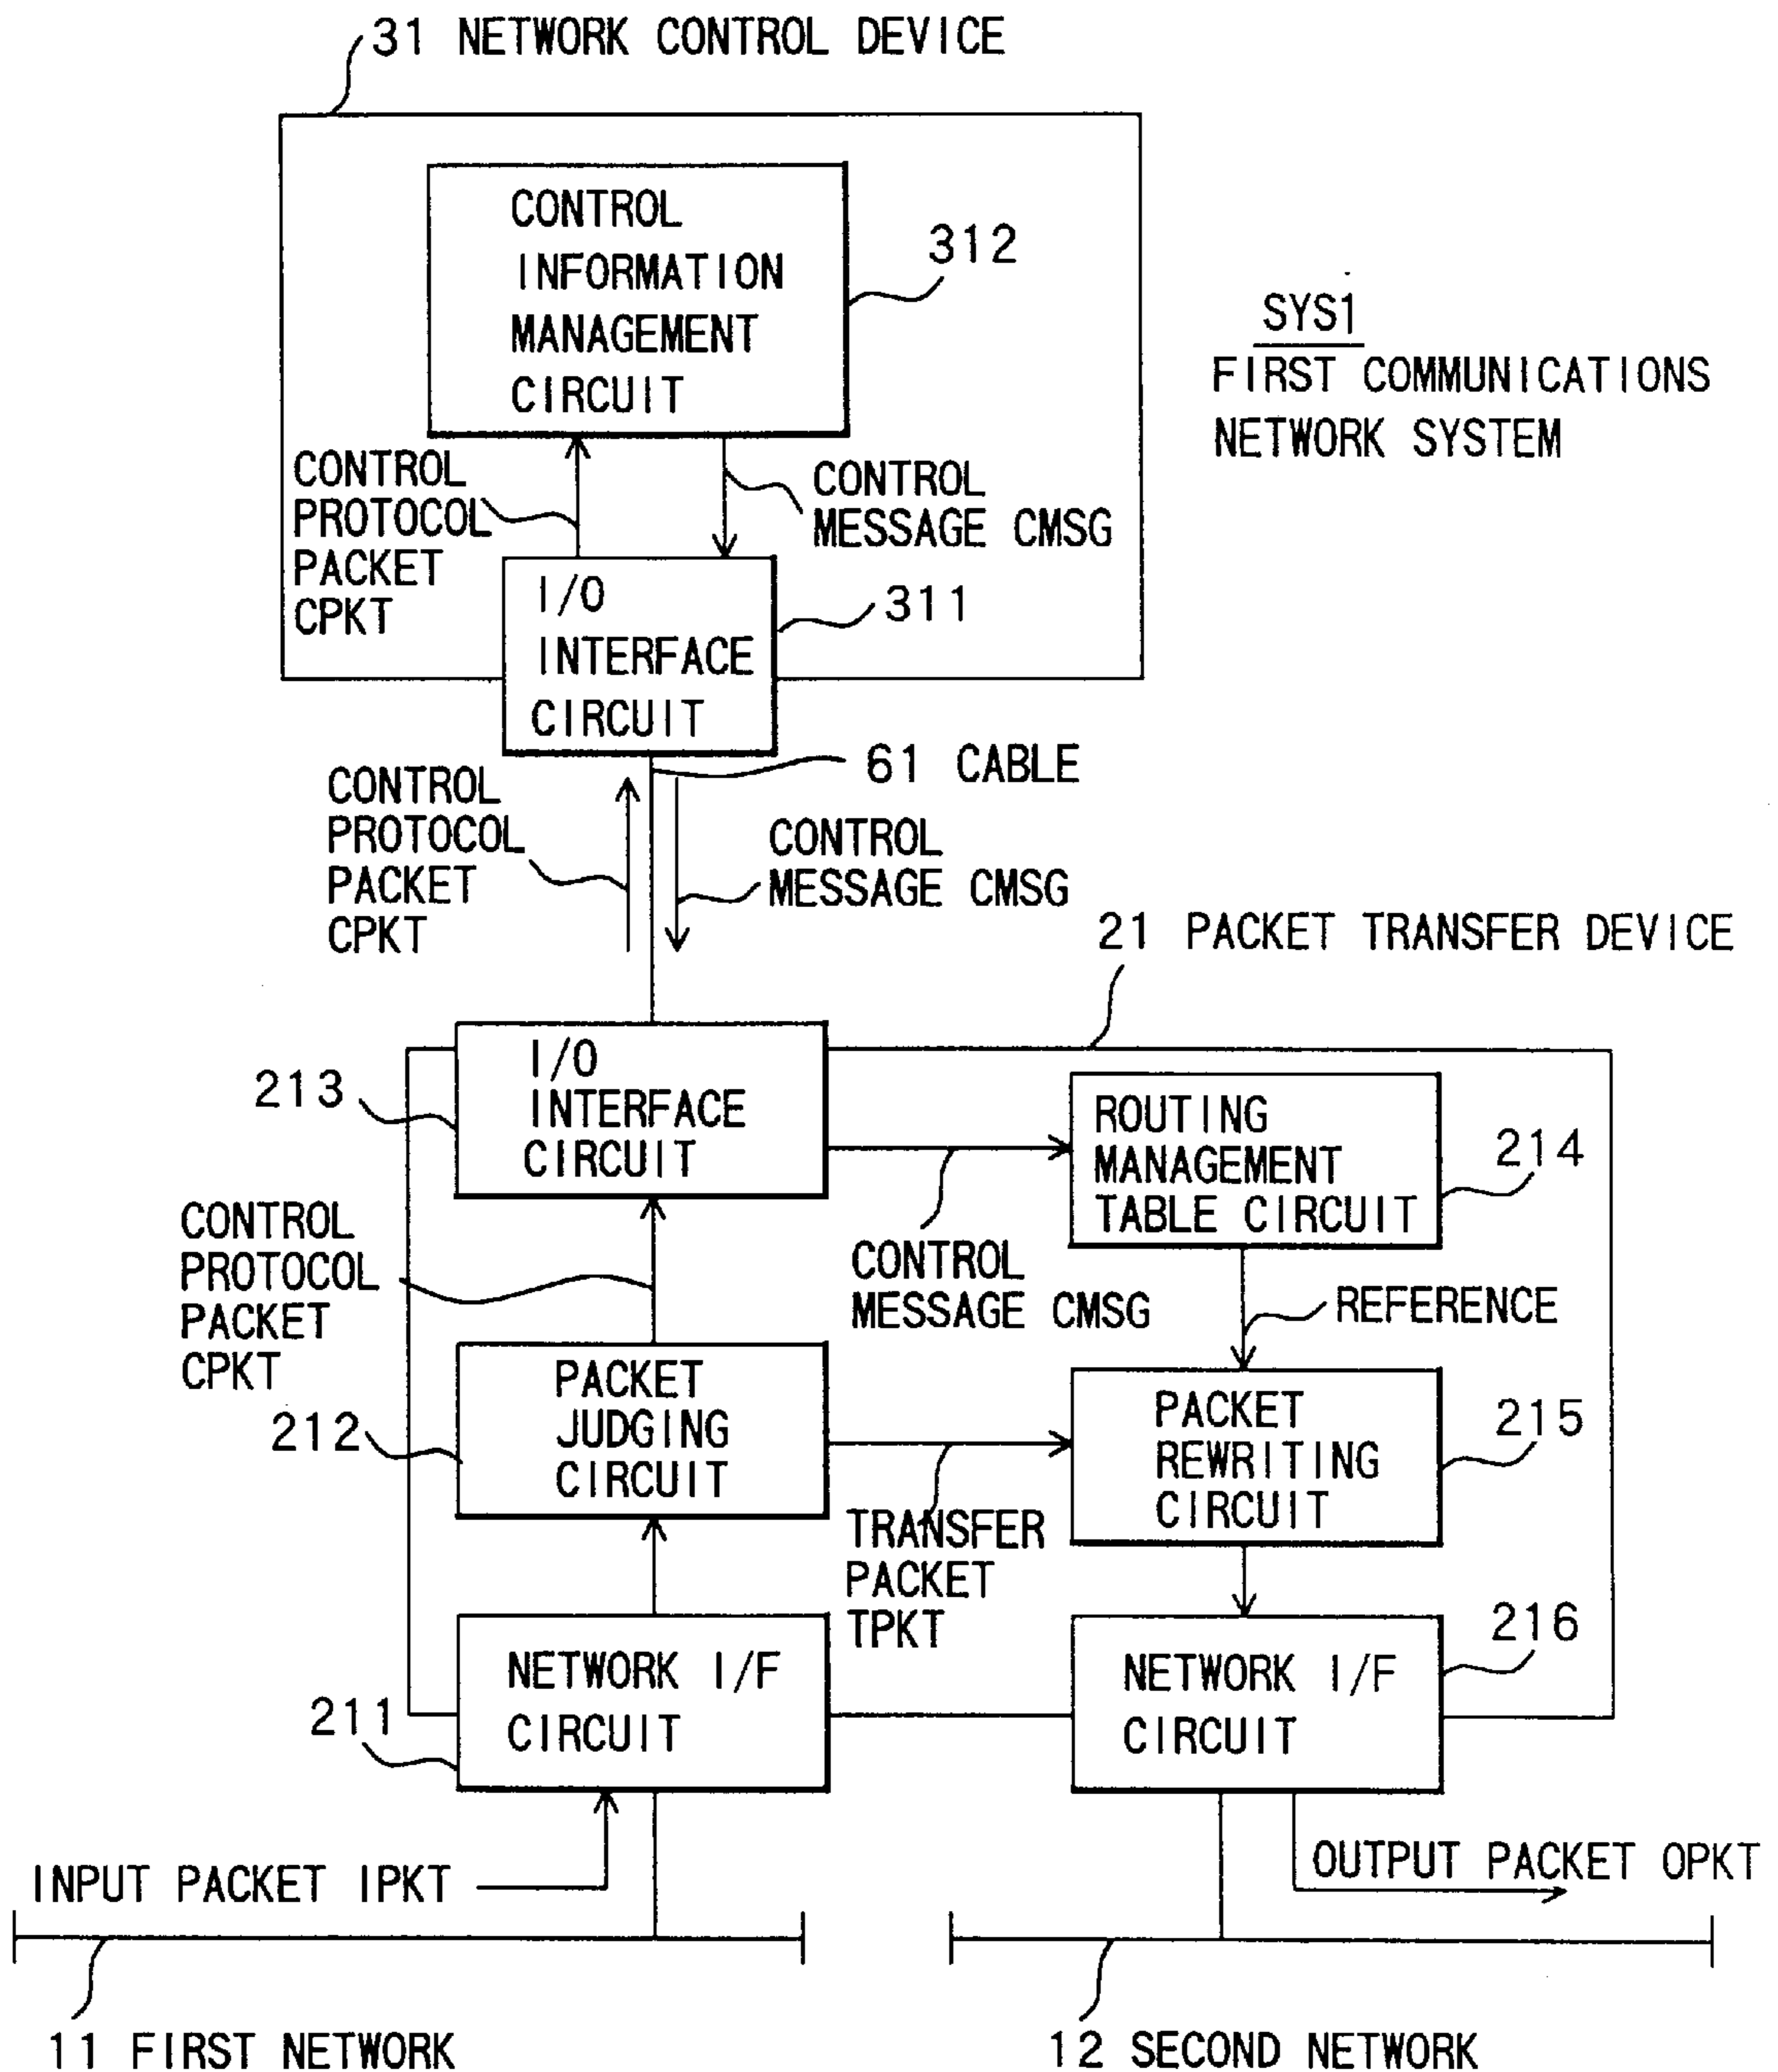 31 NETWORK CONTROL DEVICE
CONTROL
INFORMATION
MANAGEMENT
CIRCUIT
312
SYS1
FIRST COMMUNICATIONS
NETWORK SYSTEM
CONTROL
PROTOCOL
PACKET
CPKT
CONTROL
MESSAGE CMSG
I/O
INTERFACE
CIRCUIT
311
61 CABLE
CONTROL
PROTOCOL
PACKET
CPKT
CONTROL
MESSAGE CMSG
21 PACKET TRANSFER DEVICE
213
I/O
INTERFACE
CIRCUIT
ROUTING
MANAGEMENT
TABLE CIRCUIT
214
CONTROL
PROTOCOL
PACKET
CPKT
CONTROL
MESSAGE CMSG
REFERENCE
212
PACKET
JUDGING
CIRCUIT
PACKET
REWRITING
CIRCUIT
215
TRANSFER
PACKET
TPKT
211
NETWORK I/F
CIRCUIT
NETWORK I/F
CIRCUIT
216
INPUT PACKET IPKT
OUTPUT PACKET OPKT
11 FIRST NETWORK
12 SECOND NETWORK